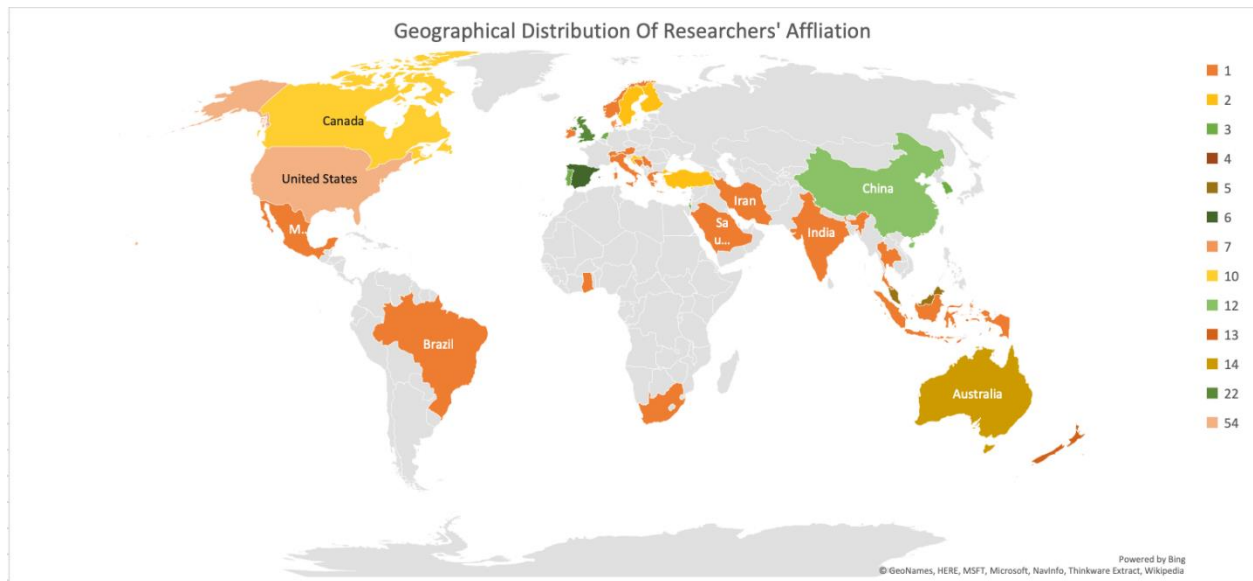 Geographical Distribution Of Researchers' Affliation
Canada
United States
M...
Brazil
Iran
Sa
u...
India
China
Australia
1
2
3
4
5
6
7
10
12
13
14
22
54
Powered by Bing
© GeoNames, HERE, MSFT, Microsoft, NavInfo, Thinkware Extract, Wikipedia